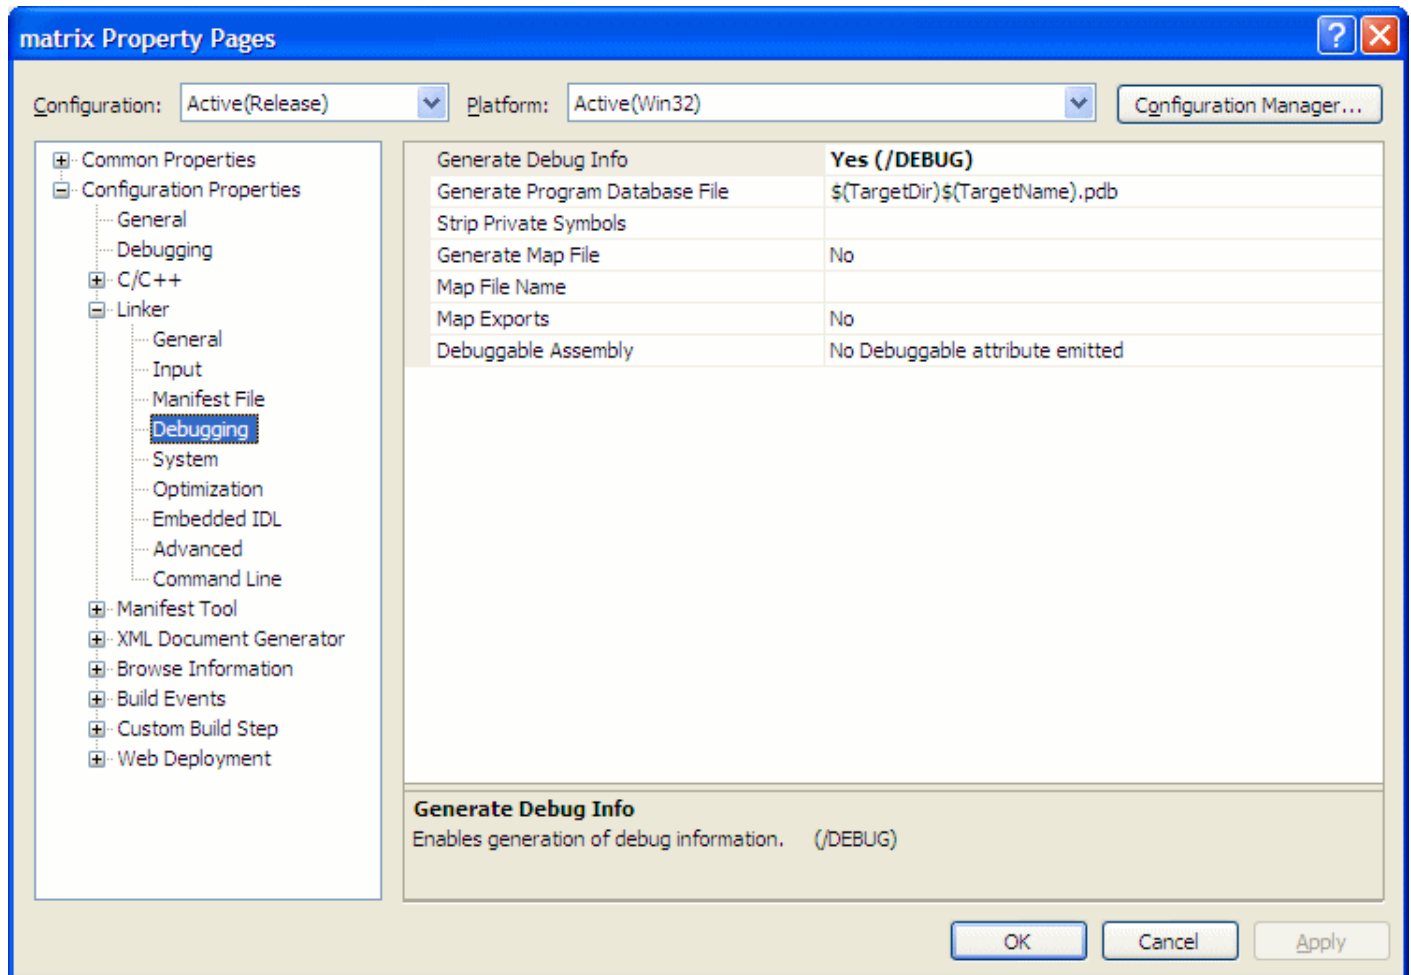 matrix Property Pages
Configuration: Active(Release) Platform: Active(Win32) Configuration Manager...
Common Properties
Configuration Properties
General
Debugging
C/C++
Linker
General
Input
Manifest File
Debugging
System
Optimization
Embedded IDL
Advanced
Command Line
Manifest Tool
XML Document Generator
Browse Information
Build Events
Custom Build Step
Web Deployment
Generate Debug Info Yes (/DEBUG)
Generate Program Database File $(TargetDir)$(TargetName).pdb
Strip Private Symbols
Generate Map File No
Map File Name
Map Exports No
Debuggable Assembly No Debuggable attribute emitted
Generate Debug Info
Enables generation of debug information. (/DEBUG)
OK Cancel Apply